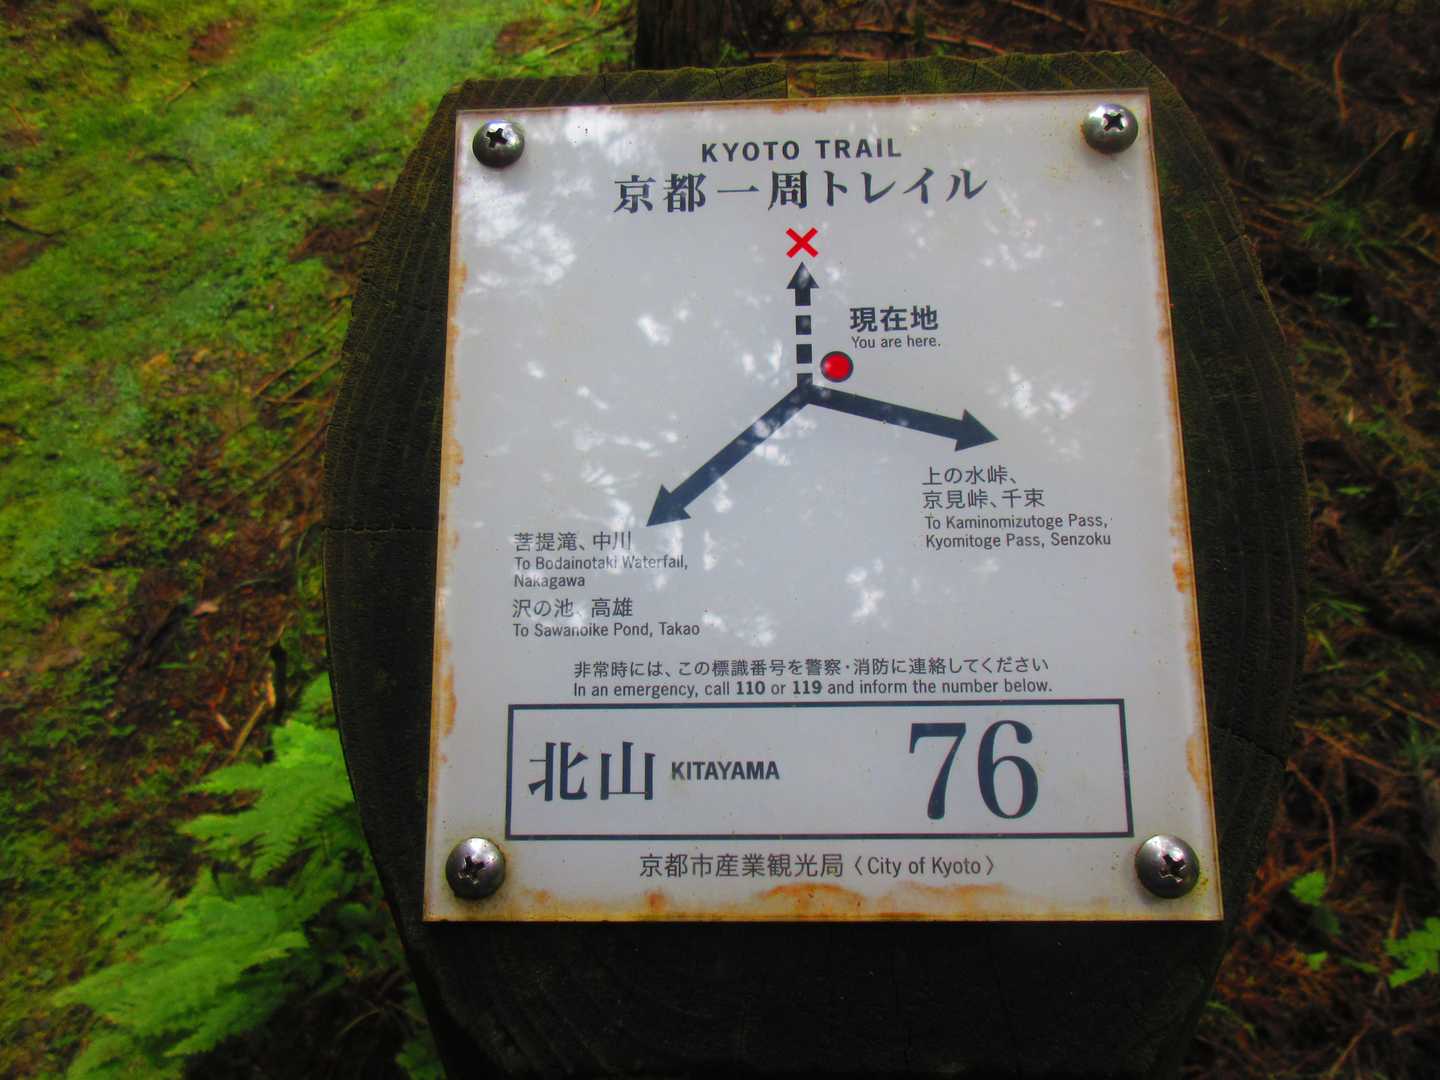 KYOTO TRAIL
京都一周トレイル
現在地
You are here.
上の水峠、
京見峠、千束
To Kaminomizutoge Pass,
Kyomitoge Pass, Senzoku
菩提滝、中川
To Bodainotaki Waterfall,
Nakagawa
沢の池、高雄
To Sawanoike Pond, Takao
非常時には、この標識番号を警察・消防に連絡してください
In an emergency, call 110 or 119 and inform the number below.
北山 KITAYAMA 76
京都市産業観光局〈City of Kyoto〉